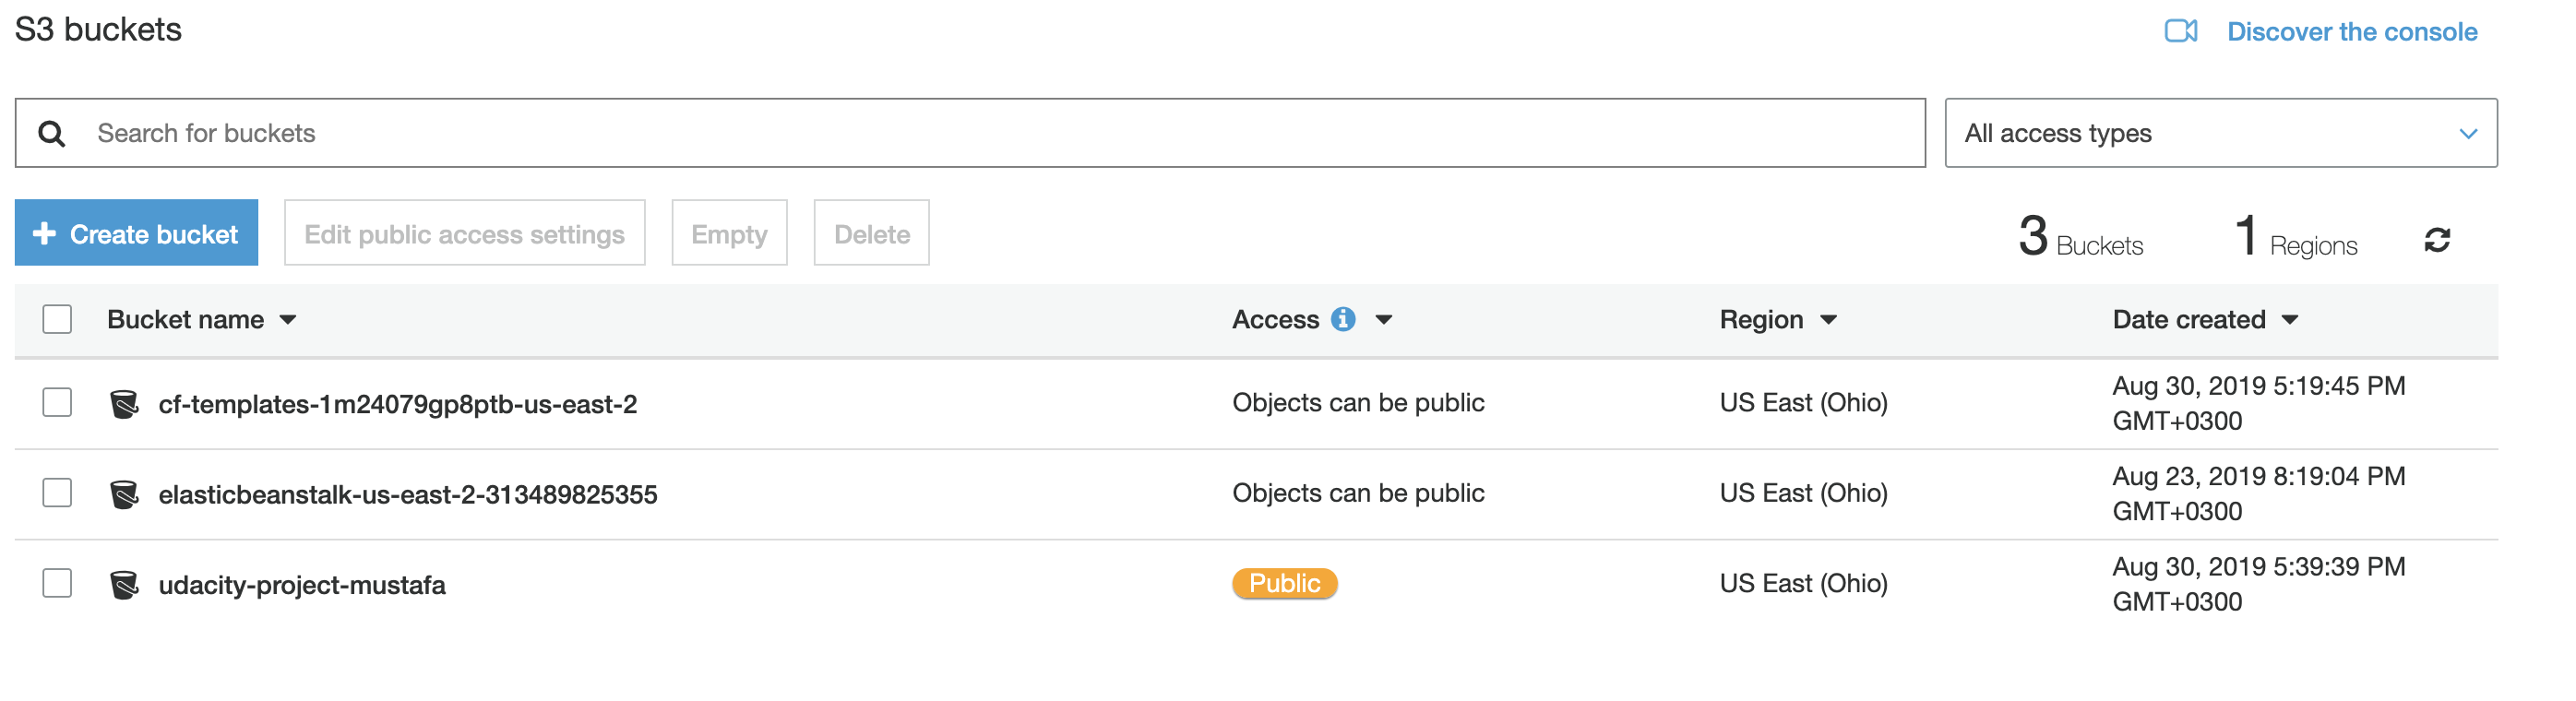 S3 buckets
Discover the console
Search for buckets
All access types
Create bucket
Edit public access settings
Empty
Delete
3 Buckets
1 Regions
Bucket name
Access
Region
Date created
cf-templates-1m24079gp8ptb-us-east-2
Objects can be public
US East (Ohio)
Aug 30, 2019 5:19:45 PM
GMT+0300
elasticbeanstalk-us-east-2-313489825355
Objects can be public
US East (Ohio)
Aug 23, 2019 8:19:04 PM
GMT+0300
udacity-project-mustafa
Public
US East (Ohio)
Aug 30, 2019 5:39:39 PM
GMT+0300